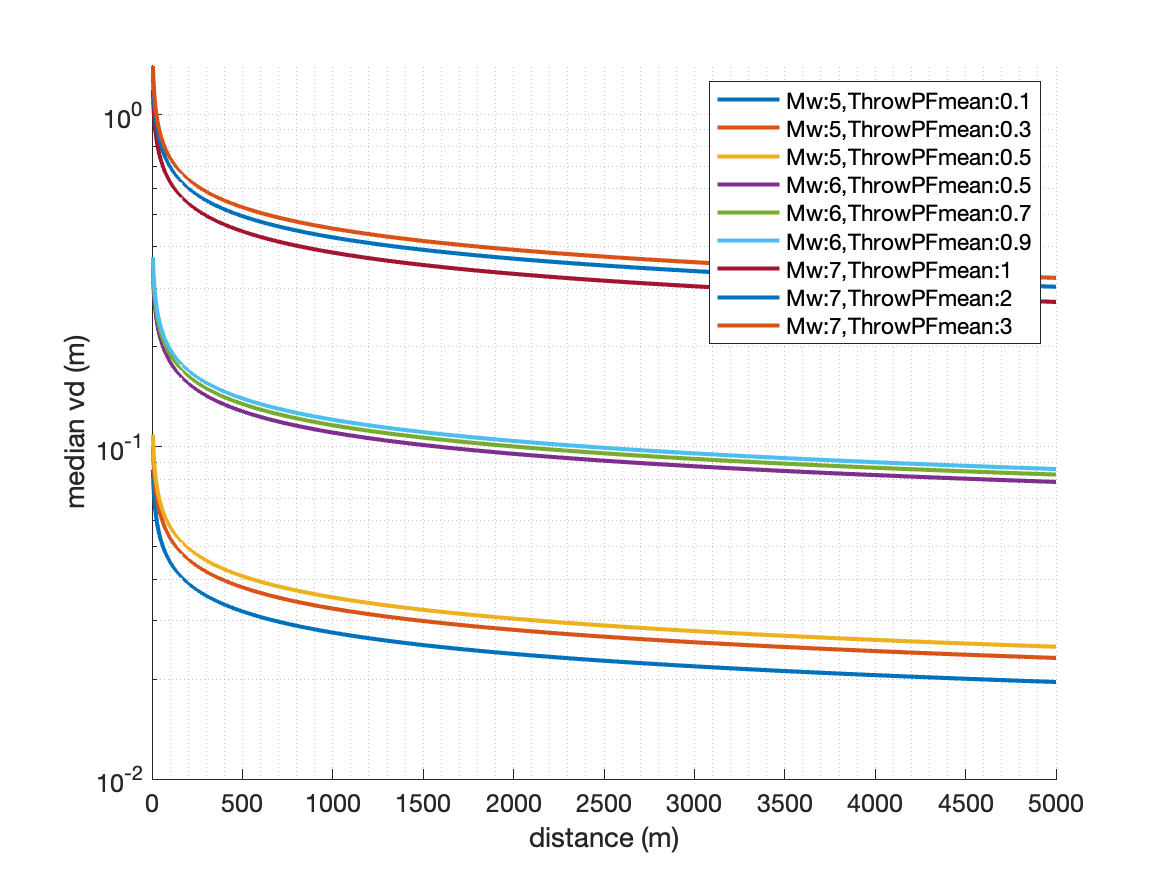 10^0
10^-1
10^-2
median vd (m)
Mw:5,ThrowPFmean:0.1
Mw:5,ThrowPFmean:0.3
Mw:5,ThrowPFmean:0.5
Mw:6,ThrowPFmean:0.5
Mw:6,ThrowPFmean:0.7
Mw:6,ThrowPFmean:0.9
Mw:7,ThrowPFmean:1
Mw:7,ThrowPFmean:2
Mw:7,ThrowPFmean:3
0 500 1000 1500 2000 2500 3000 3500 4000 4500 5000
distance (m)